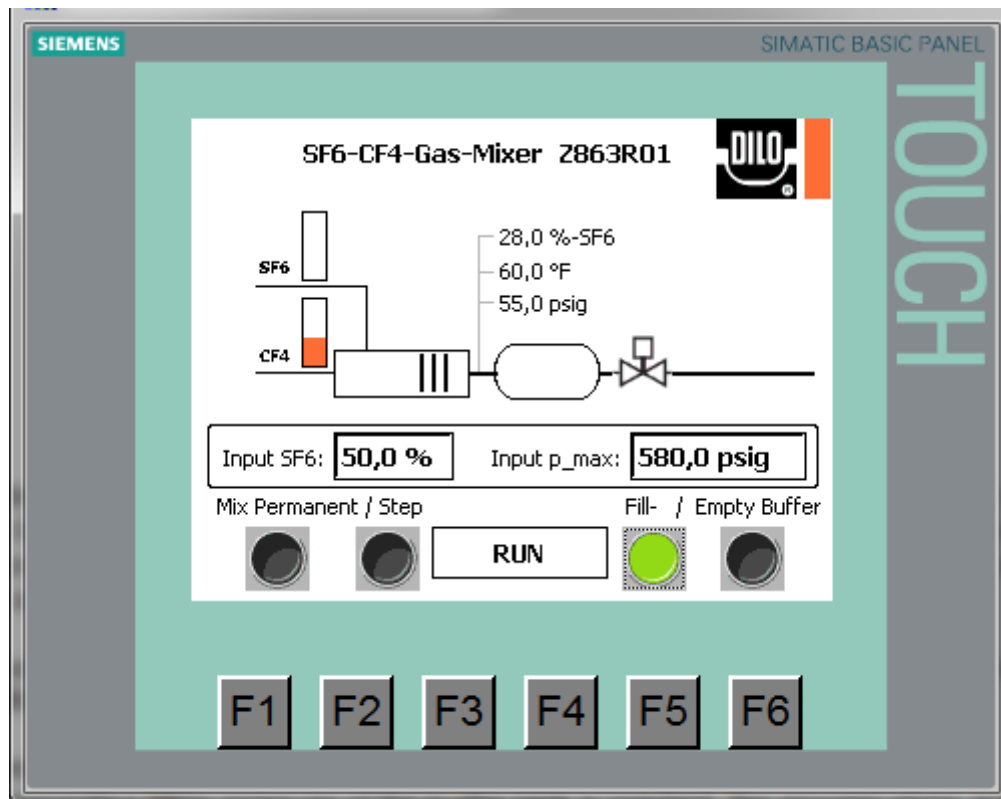 SIEMENS
SIMATIC BASIC PANEL
TOUCH
SF6-CF4-Gas-Mixer Z863R01
DILO
®
28,0 %-SF6
SF6
60,0 °F
55,0 psig
CF4
Input SF6: 50,0 % Input p_max: 580,0 psig
Mix Permanent / Step Fill- / Empty Buffer
RUN
F1 F2 F3 F4 F5 F6